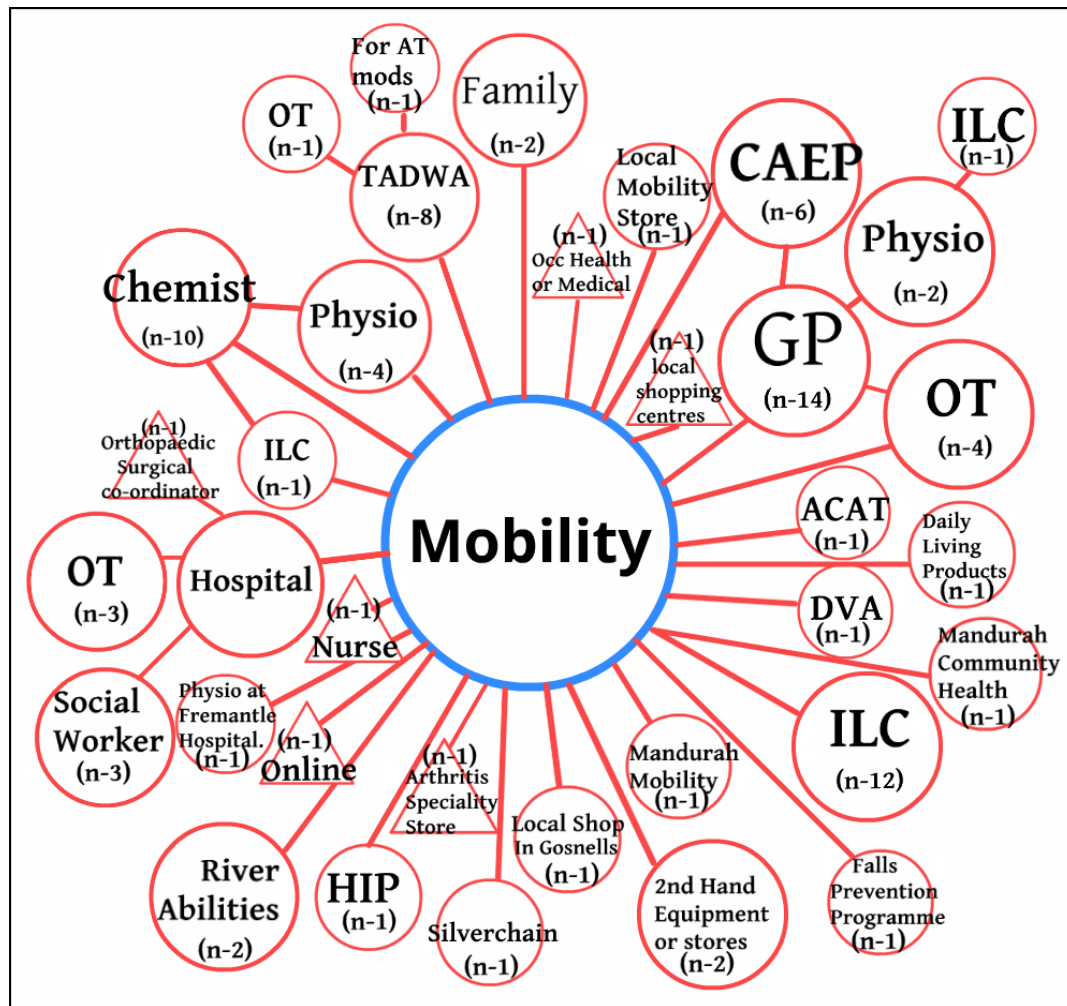 For AT
mods
(n-1)
OT
(n-1)
TADWA
(n-8)
Family
(n-2)
Local
Mobility
Store
(n-1)
(n-1)
Occ Health
or Medical
CAEP
(n-6)
ILC
(n-1)
Physio
(n-2)
GP
(n-14)
(n-1)
local
shopping
centres
OT
(n-4)
Chemist
(n-10)
Physio
(n-4)
ILC
(n-1)
(n-1)
Orthopaedic
Surgical
co-ordinator
Hospital
OT
(n-3)
Social
Worker
(n-3)
(n-1)
Nurse
Mobility
ACAT
(n-1)
Daily
Living
Products
(n-1)
DVA
(n-1)
Mandurah
Community
Health
(n-1)
ILC
(n-12)
Physio at
Fremantle
Hospital.
(n-1)
(n-1)
Online
(n-1)
Arthritis
Speciality
Store
Mandurah
Mobility
(n-1)
Local Shop
In Gosnells
(n-1)
River
Abilities
(n-2)
HIP
(n-1)
Silverchain
(n-1)
2nd Hand
Equipment
or stores
(n-2)
Falls
Prevention
Programme
(n-1)